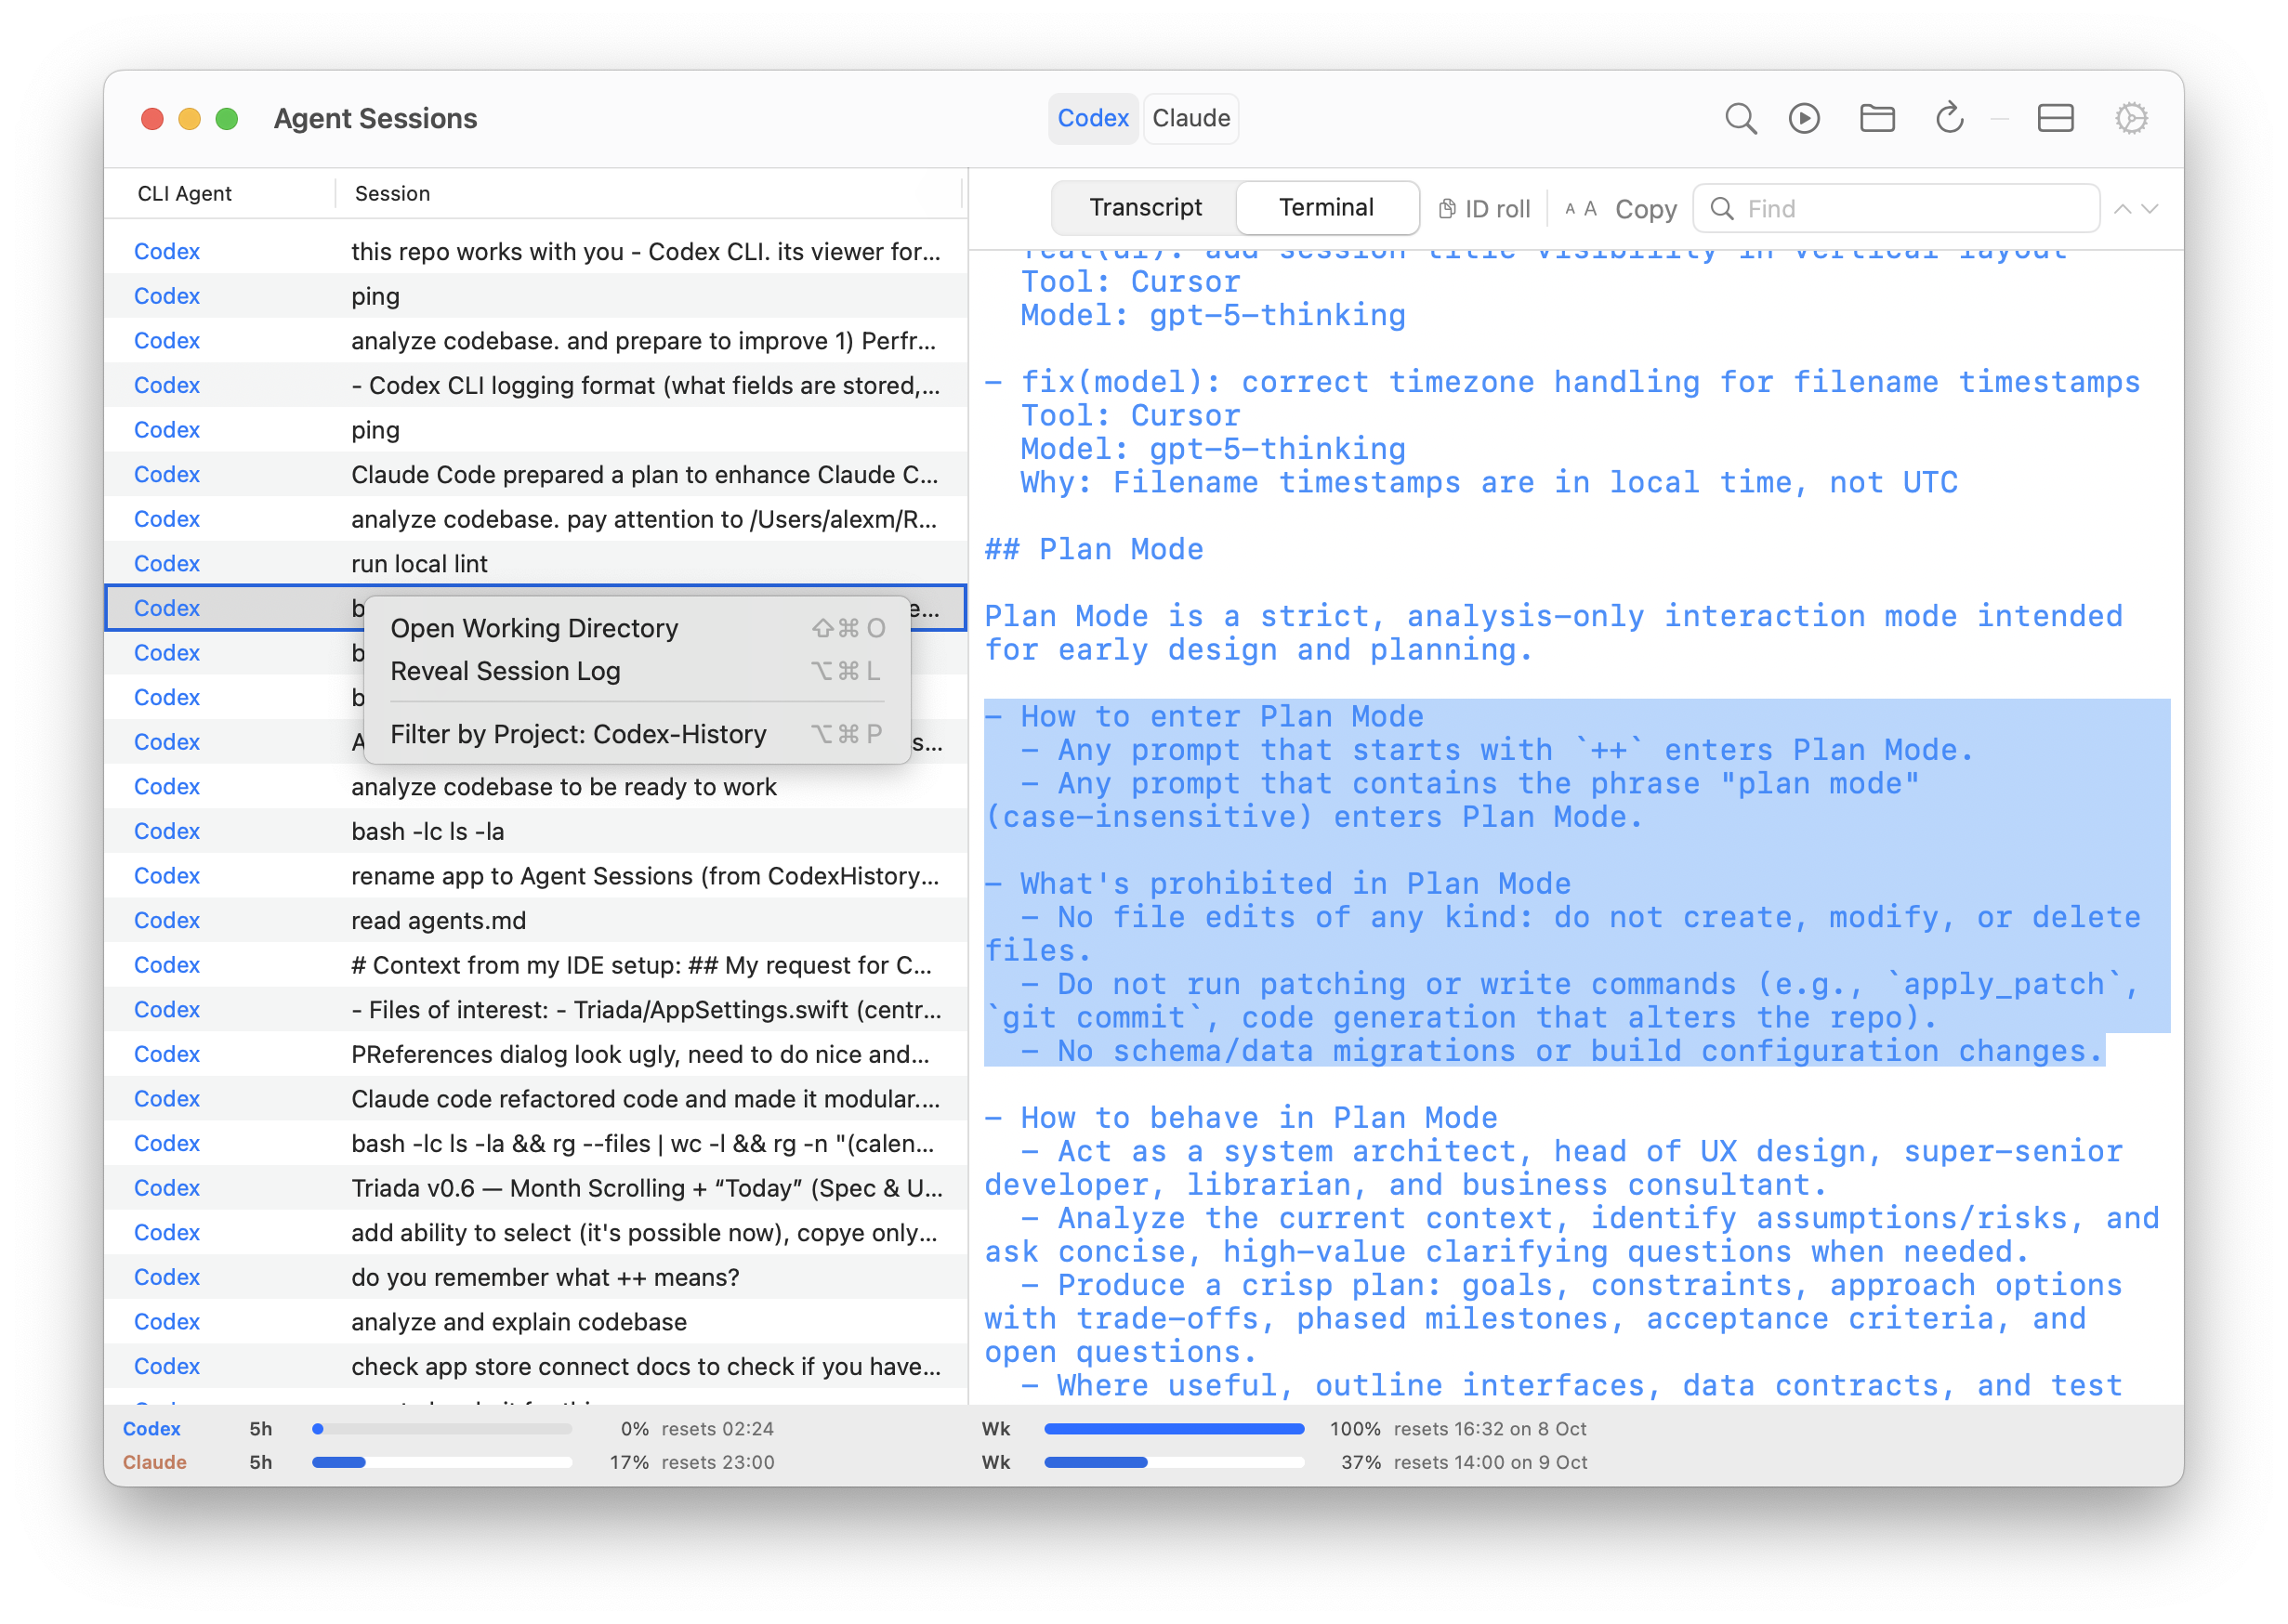 Agent Sessions
Codex
Claude
CLI Agent
Session
Codex this repo works with you - Codex CLI. its viewer for...
Codex ping
Codex analyze codebase. and prepare to improve 1) Perfr...
Codex - Codex CLI logging format (what fields are stored,...
Codex ping
Codex Claude Code prepared a plan to enhance Claude C...
Codex analyze codebase. pay attention to /Users/alexm/R...
Codex run local lint
Codex b e...
Codex b
Codex b
Codex A s...
Codex analyze codebase to be ready to work
Codex bash -lc ls -la
Codex rename app to Agent Sessions (from CodexHistory...
Codex read agents.md
Codex # Context from my IDE setup: ## My request for C...
Codex - Files of interest: - Triada/AppSettings.swift (centr...
Codex PReferences dialog look ugly, need to do nice and...
Codex Claude code refactored code and made it modular....
Codex bash -lc ls -la && rg --files | wc -l && rg -n "(calen...
Codex Triada v0.6 — Month Scrolling + “Today” (Spec & U...
Codex add ability to select (it's possible now), copye only...
Codex do you remember what ++ means?
Codex analyze and explain codebase
Codex check app store connect docs to check if you have...
Open Working Directory ⇧⌘ O
Reveal Session Log ⌥⌘ L
Filter by Project: Codex-History ⌥⌘ P
Transcript
Terminal
ID roll
A A
Copy
Find
feat(ui): add session title visibility in vertical layout
Tool: Cursor
Model: gpt-5-thinking
- fix(model): correct timezone handling for filename timestamps
Tool: Cursor
Model: gpt-5-thinking
Why: Filename timestamps are in local time, not UTC
## Plan Mode
Plan Mode is a strict, analysis-only interaction mode intended
for early design and planning.
- How to enter Plan Mode
- Any prompt that starts with `++` enters Plan Mode.
- Any prompt that contains the phrase "plan mode"
(case-insensitive) enters Plan Mode.
- What's prohibited in Plan Mode
- No file edits of any kind: do not create, modify, or delete
files.
- Do not run patching or write commands (e.g., `apply_patch`,
`git commit`, code generation that alters the repo).
- No schema/data migrations or build configuration changes.
- How to behave in Plan Mode
- Act as a system architect, head of UX design, super-senior
developer, librarian, and business consultant.
- Analyze the current context, identify assumptions/risks, and
ask concise, high-value clarifying questions when needed.
- Produce a crisp plan: goals, constraints, approach options
with trade-offs, phased milestones, acceptance criteria, and
open questions.
- Where useful, outline interfaces, data contracts, and test
Codex 5h 0% resets 02:24 Wk 100% resets 16:32 on 8 Oct
Claude 5h 17% resets 23:00 Wk 37% resets 14:00 on 9 Oct